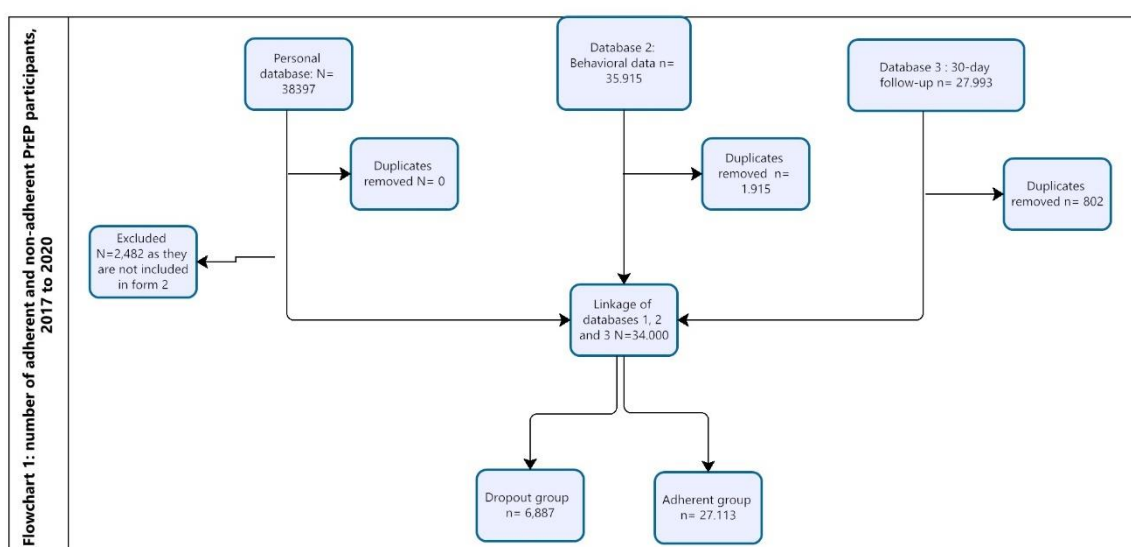 Flowchart 1: number of adherent and non-adherent PrEP participants,
2017 to 2020
Personal
database: N=
38397
Database 2:
Behavioral data n=
35.915
Database 3 : 30-day
follow-up n= 27.993
Duplicates
removed N= 0
Duplicates
removed n=
1.915
Duplicates
removed n= 802
Excluded
N=2,482 as they
are not included
in form 2
Linkage of
databases 1, 2
and 3 N=34.000
Dropout group
n= 6,887
Adherent group
n= 27.113